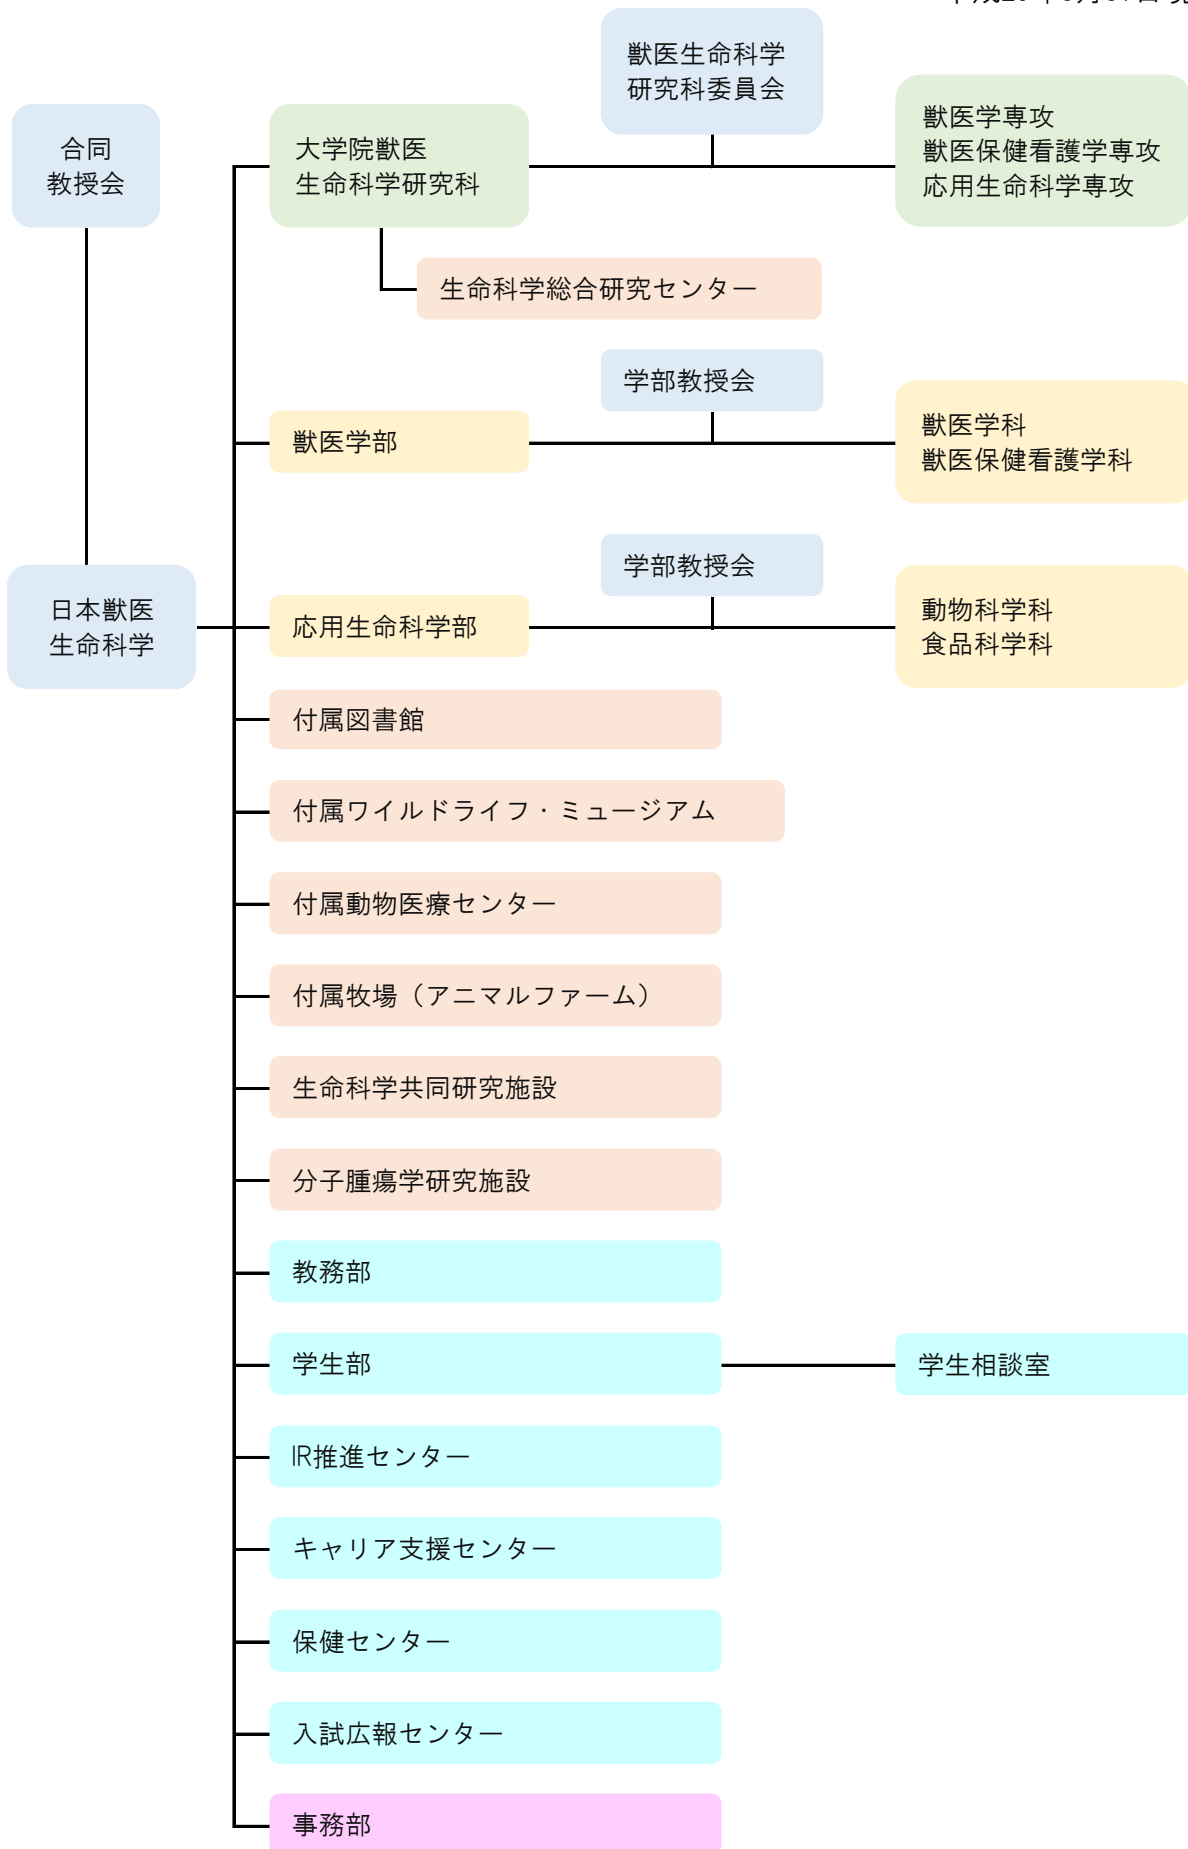 獣医生命科学
研究科委員会
合同
教授会
大学院獣医
生命科学研究科
獣医学専攻
獣医保健看護学専攻
応用生命科学専攻
生命科学総合研究センター
学部教授会
獣医学部
獣医学科
獣医保健看護学科
学部教授会
日本獣医
生命科学
応用生命科学部
動物科学科
食品科学科
付属図書館
付属ワイルドライフ・ミュージアム
付属動物医療センター
付属牧場（アニマルファーム）
生命科学共同研究施設
分子腫瘍学研究施設
教務部
学生部
学生相談室
IR推進センター
キャリア支援センター
保健センター
入試広報センター
事務部